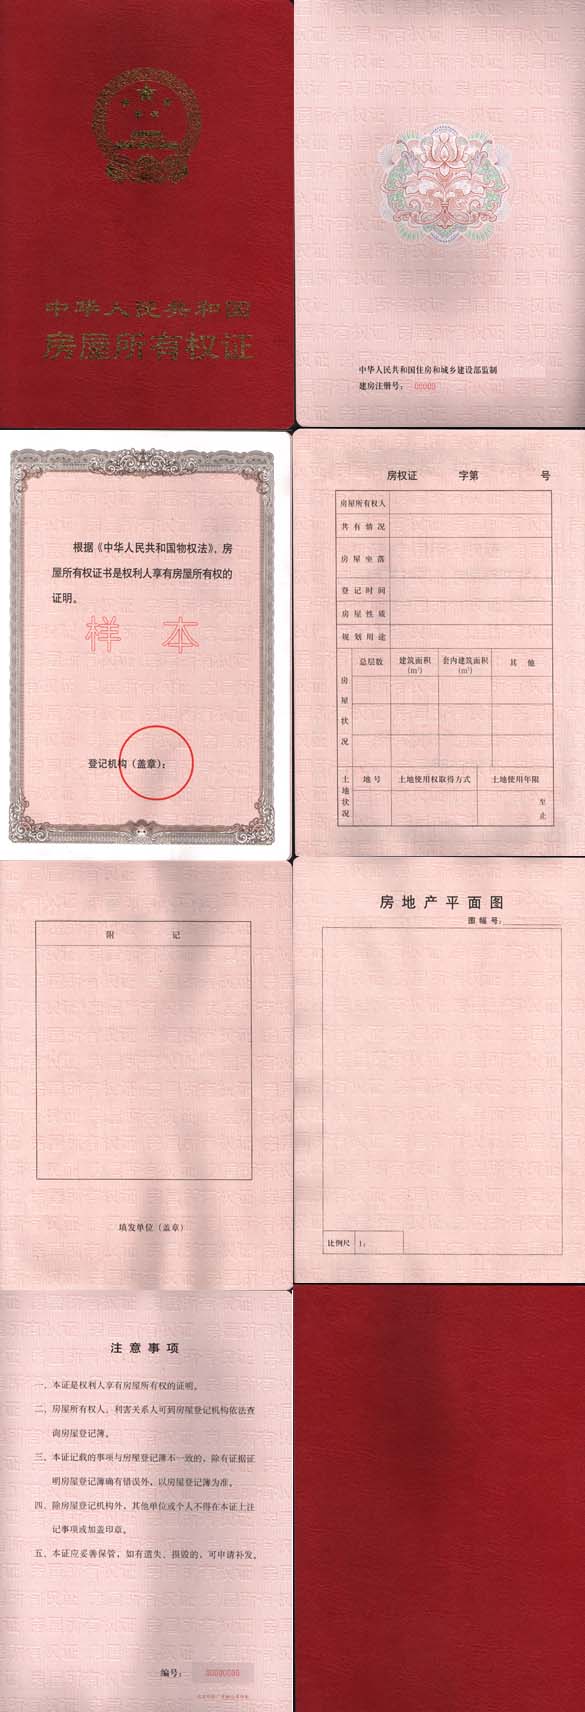 中华人民共和国
房屋所有权证
中华人民共和国住房和城乡建设部监制
建房注册号： 00000
根据《中华人民共和国物权法》，房
屋所有权证书是权利人享有房屋所有权的
证明。
样 本
登记机构（盖章）：
房权证 字第 号
房屋所有权人
共有情况
房屋坐落
登记时间
房屋性质
规划用途
房屋状况
总层数 建筑面积 套内建筑面积 其 他
(m²) (m²)
土地状况
地号 土地使用权取得方式 土地使用年限
至
止
附 记
填发单位（盖章）
房地产平面图
图幅号：
比例尺 1：
注意事项
一、本证是权利人享有房屋所有权的证明。
二、房屋所有权人、利害关系人可到房屋登记机构依法查
询房屋登记簿。
三、本证记载的事项与房屋登记簿不一致的，除有证据证
明房屋登记簿确有错误外，以房屋登记簿为准。
四、除房屋登记机构外，其他单位或个人不得在本证上注
记事项或加盖印章。
五、本证应妥善保管，如有遗失、损毁的，可申请补发。
编号： 00000000